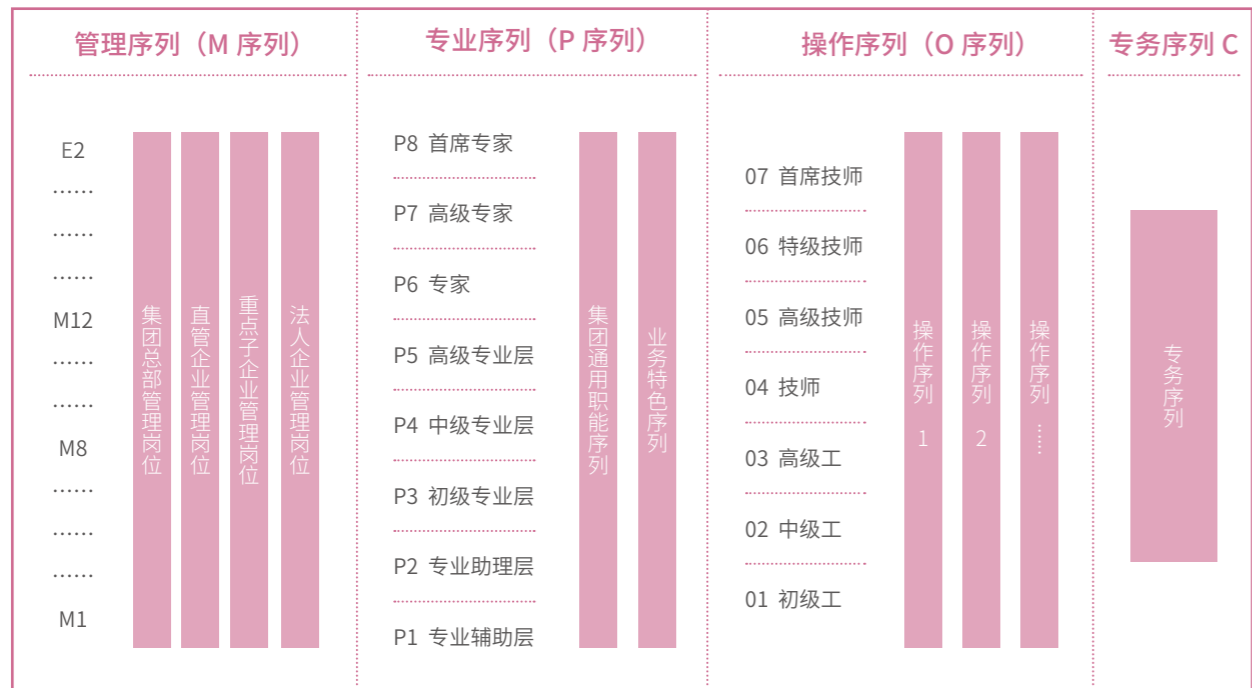 管理序列（M 序列）
E2
......
......
......
M12
......
......
M8
......
......
......
M1
集团总部管理岗位
直管企业管理岗位
重点子企业管理岗位
法人企业管理岗位
专业序列（P 序列）
P8 首席专家
P7 高级专家
P6 专家
P5 高级专业层
P4 中级专业层
P3 初级专业层
P2 专业助理层
P1 专业辅助层
集团通用职能序列
业务特色序列
操作序列（O 序列）
07 首席技师
06 特级技师
05 高级技师
04 技师
03 高级工
02 中级工
01 初级工
操作序列 1
操作序列 2
操作序列 ......
专务序列 C
专务序列